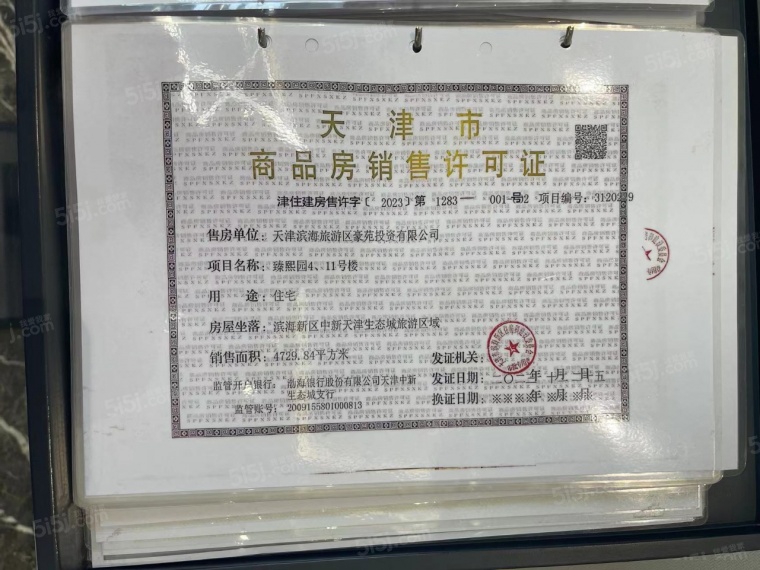 天津市
商品房销售许可证
津住建房售许字〔2023〕第 1283— 001号 项目编号：
售房单位：天津滨海旅游区豪苑投资有限公司
项目名称：臻熙园4、11号楼
用 途：住宅
房屋坐落：滨海新区中新天津生态城旅游区域
销售面积：4729.84平方米
发证机关：
监管开户银行：渤海银行股份有限公司天津中新
生态城支行
发证日期：
监管账号：2009155801000813
换证日期：※※※年※月※月
5i5j.com